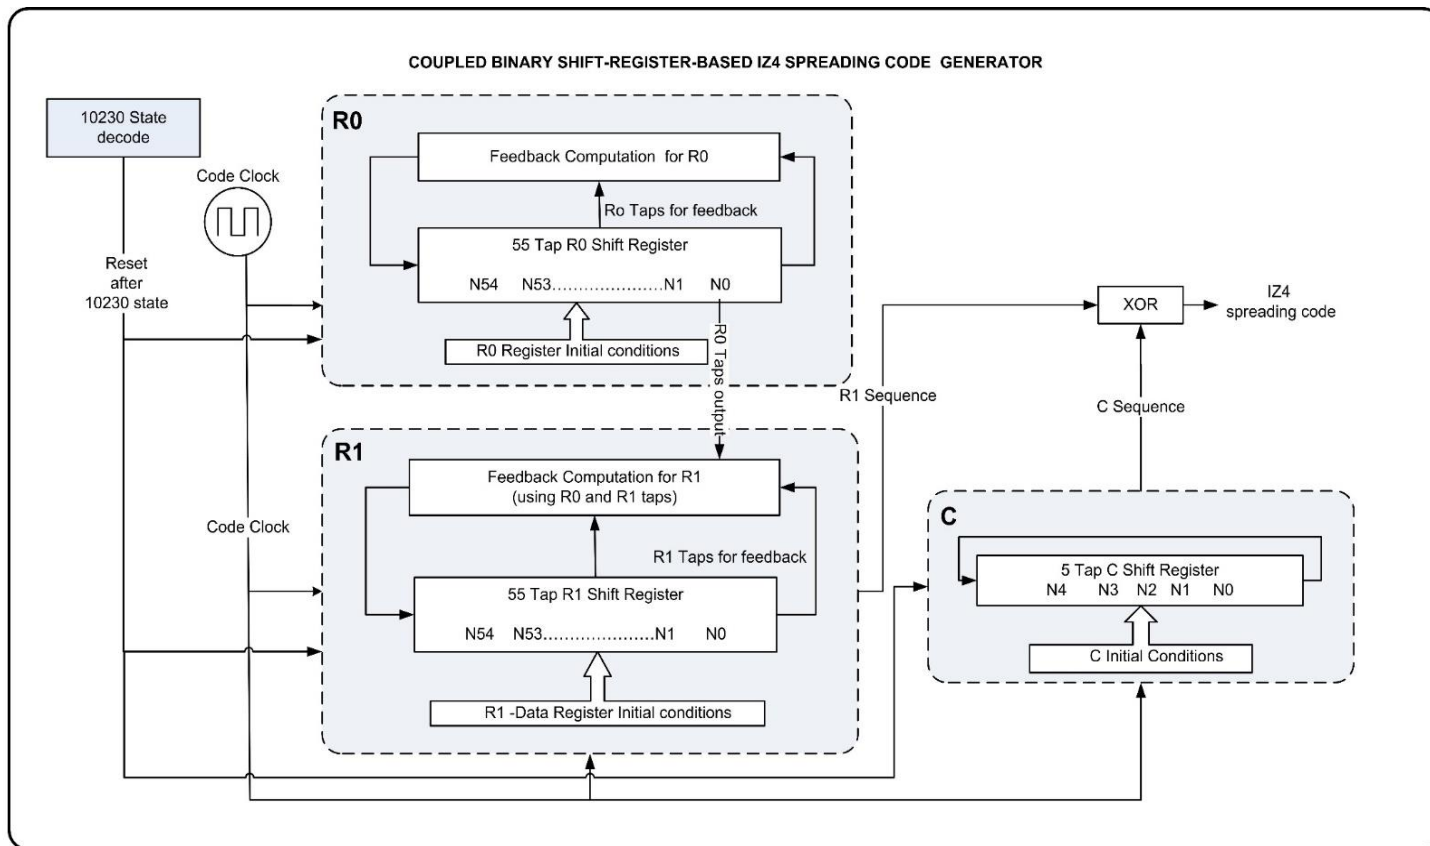 COUPLED BINARY SHIFT-REGISTER-BASED IZ4 SPREADING CODE GENERATOR
10230 State
decode
Code Clock
Reset
after
10230 state
R0
Feedback Computation for R0
Ro Taps for feedback
55 Tap R0 Shift Register
N54 N53.....................N1 N0
R0 Register Initial conditions
R0 Taps output
XOR
IZ4
spreading code
R1 Sequence
C Sequence
R1
Feedback Computation for R1
(using R0 and R1 taps)
Code Clock
R1 Taps for feedback
55 Tap R1 Shift Register
N54 N53.....................N1 N0
R1 -Data Register Initial conditions
C
5 Tap C Shift Register
N4 N3 N2 N1 N0
C Initial Conditions